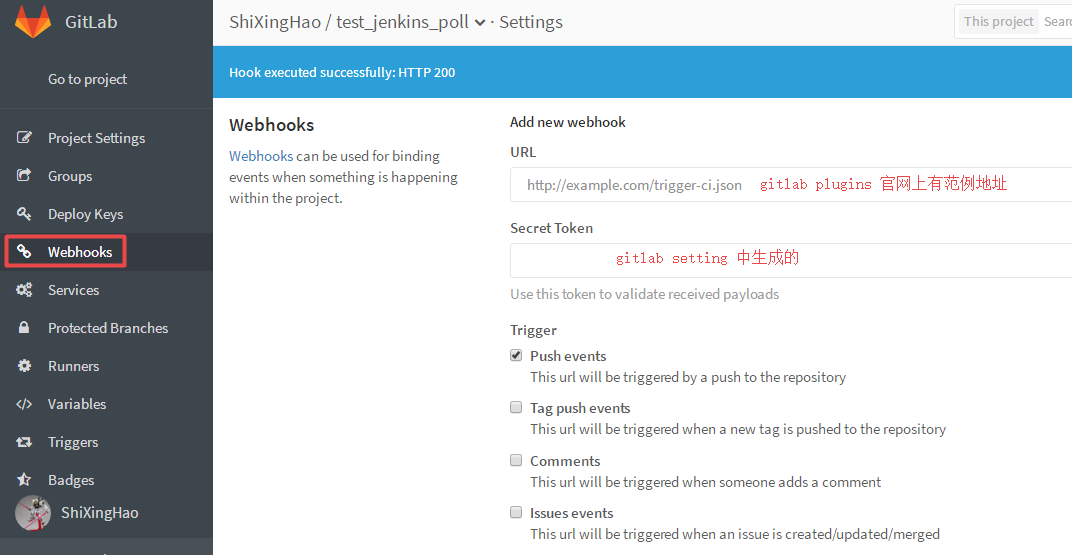 GitLab
Go to project
Project Settings
Groups
Deploy Keys
Webhooks
Services
Protected Branches
Runners
Variables
Triggers
Badges
ShiXingHao
ShiXingHao / test_jenkins_poll · Settings
This project Sear
Hook executed successfully: HTTP 200
Webhooks
Webhooks can be used for binding
events when something is happening
within the project.
Add new webhook
URL
http://example.com/trigger-ci.json gitlab plugins 官网上有范例地址
Secret Token
gitlab setting 中生成的
Use this token to validate received payloads
Trigger
Push events
This url will be triggered by a push to the repository
Tag push events
This url will be triggered when a new tag is pushed to the repository
Comments
This url will be triggered when someone adds a comment
Issues events
This url will be triggered when an issue is created/updated/merged